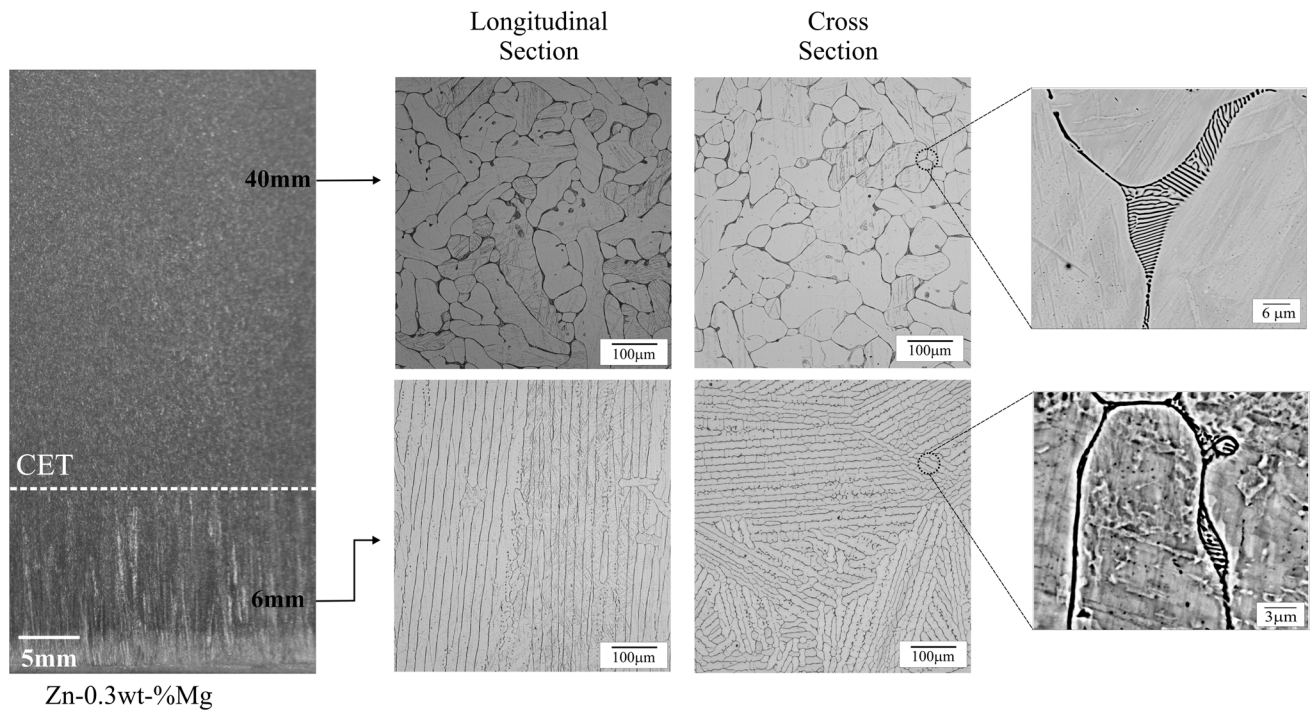 Longitudinal
Section
Cross
Section
40mm
6 μm
100μm
100μm
CET
6mm
3μm
5mm
100μm
100μm
Zn-0.3wt-%Mg